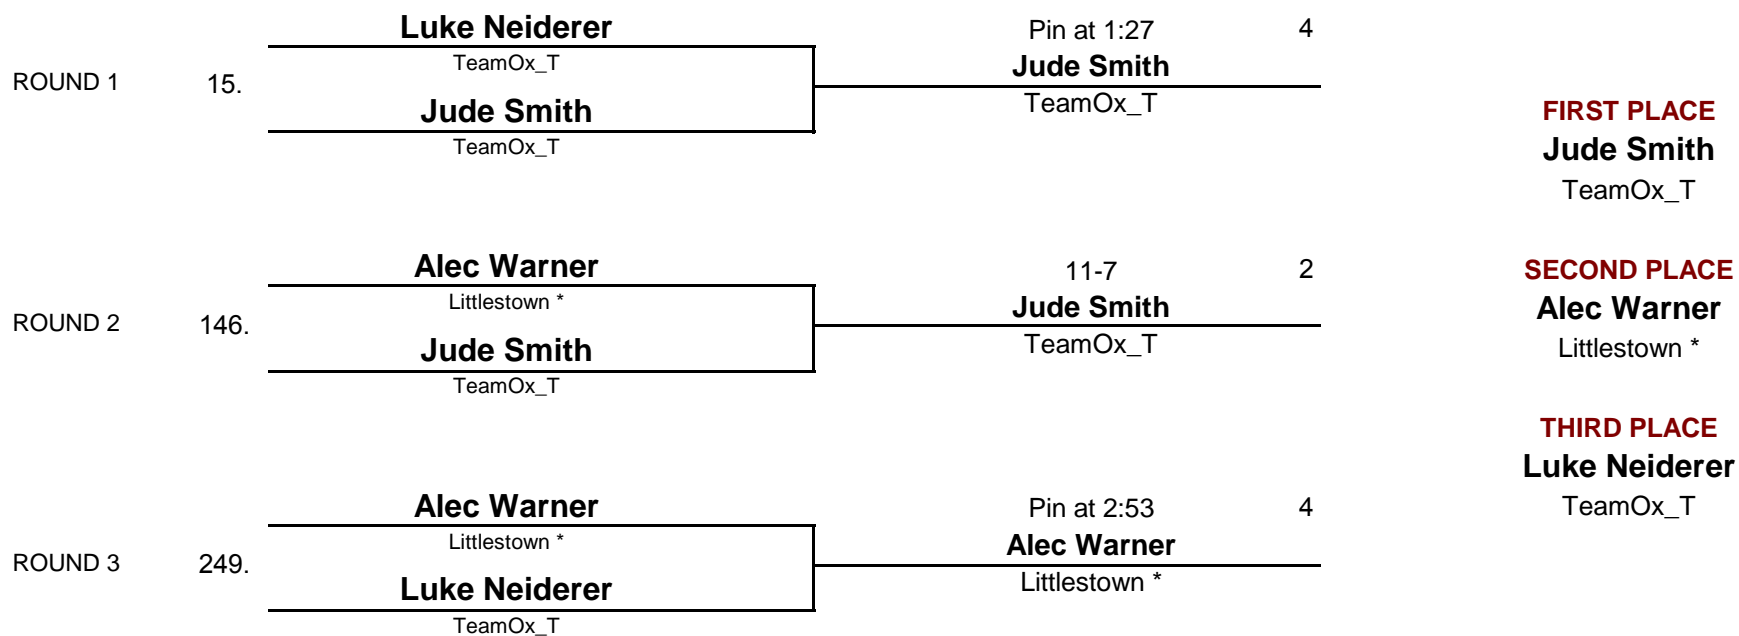 ROUND 1
15.
Luke Neiderer
TeamOx_T
Jude Smith
TeamOx_T
Pin at 1:27 4
Jude Smith
TeamOx_T
ROUND 2
146.
Alec Warner
Littlestown *
Jude Smith
TeamOx_T
11-7 2
Jude Smith
TeamOx_T
ROUND 3
249.
Alec Warner
Littlestown *
Luke Neiderer
TeamOx_T
Pin at 2:53 4
Alec Warner
Littlestown *
FIRST PLACE
Jude Smith
TeamOx_T
SECOND PLACE
Alec Warner
Littlestown *
THIRD PLACE
Luke Neiderer
TeamOx_T